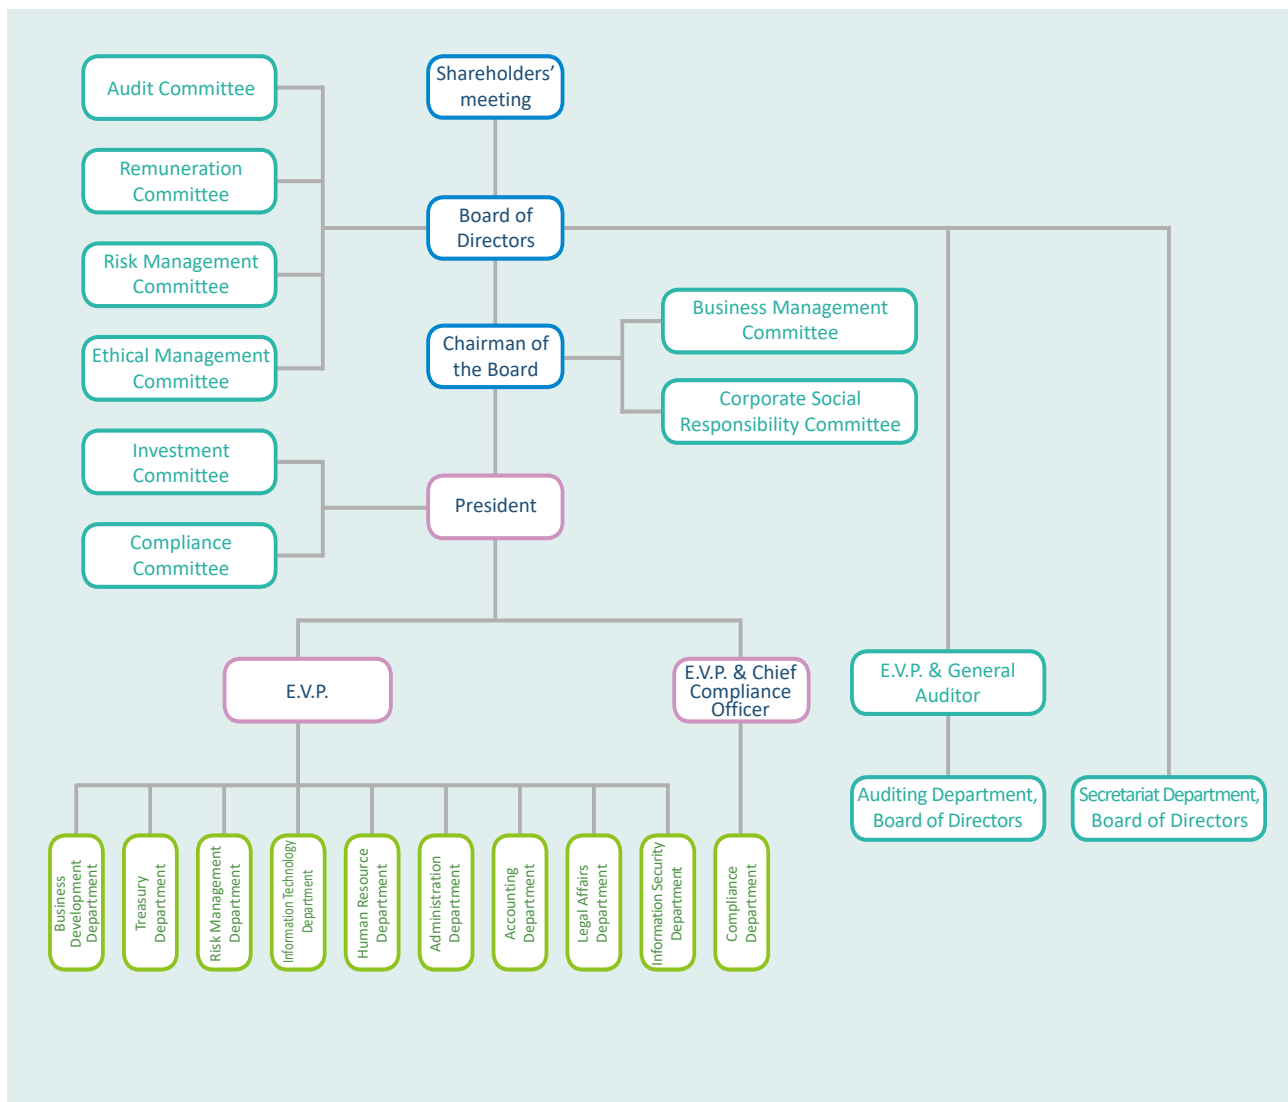 Audit Committee
Shareholders’
meeting
Remuneration
Committee
Board of
Directors
Risk Management
Committee
Business Management
Committee
Ethical Management
Committee
Chairman of
the Board
Corporate Social
Responsibility Committee
Investment
Committee
President
Compliance
Committee
E.V.P.
E.V.P. & Chief
Compliance
Officer
E.V.P. & General
Auditor
Auditing Department,
Board of Directors
Secretariat Department,
Board of Directors
Business
Development
Department
Treasury
Department
Risk Management
Department
Information Technology
Department
Human Resource
Department
Administration
Department
Accounting
Department
Legal Affairs
Department
Information Security
Department
Compliance
Department